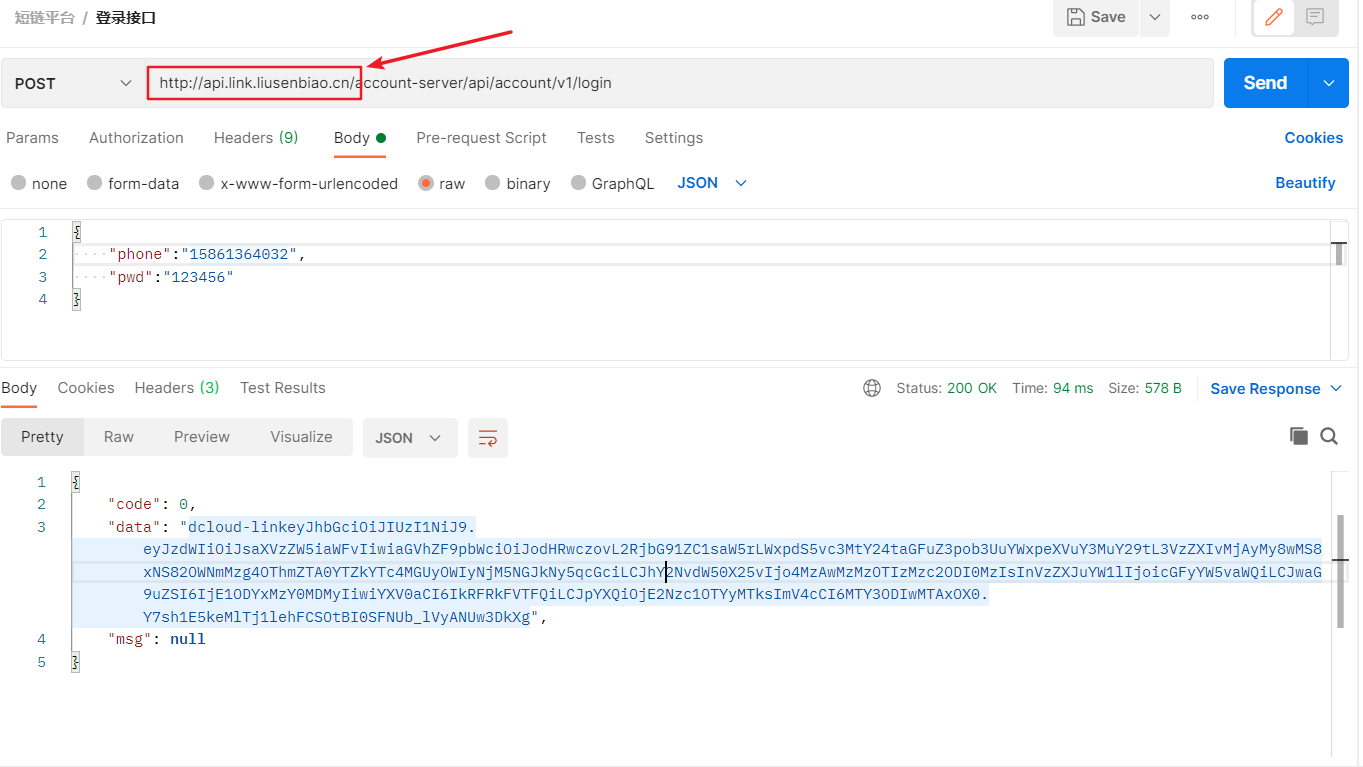 短链平台 / 登录接口
Save
POST
http://api.link.liusenbiao.cn/account-server/api/account/v1/login
Send
Params Authorization Headers (9) Body Pre-request Script Tests Settings Cookies
none form-data x-www-form-urlencoded raw binary GraphQL JSON Beautify
1 {
2 "phone":"15861364032",
3 "pwd":"123456"
4 }
Body Cookies Headers (3) Test Results Status: 200 OK Time: 94 ms Size: 578 B Save Response
Pretty Raw Preview Visualize JSON
1 {
2 "code": 0,
3 "data": "dcloud-linkeyJhbGciOiJIUzI1NiJ9.
eyJzdWIiOiJsaXVzZW5iaWFvIiwiaGVhZF9pbWciOiJodHRwczovL2RjbG91ZC1saW5rLWxpdS5vc3MtY24taGFuZ3pob3UuYWxpeXVuY3MuY29tL3VzZXIvMjAyMy8wMS8
xNS82OWNmMzg4OThmZTA0YTZkYTc4MGUyOWIyNjM5NGJkNy5qcGciLCJhY2NvdW50X25vIjo4MzAwMzMzOTIzMzc2ODI0MzIsInVzZXJuYW1lIjoicGFyYW5vaWQiLCJwaG
9uZSI6IjE1ODYxMzY0MDMyIiwiYXV0aCI6IkRFRkFVTFQiLCJpYXQiOjE2Nzc1OTYyMTksImV4cCI6MTY3ODIwMTAxOX0.
Y7sh1E5keMlTj1lehFCSOtBI0SFNUb_lVyANUw3DkXg",
4 "msg": null
5 }